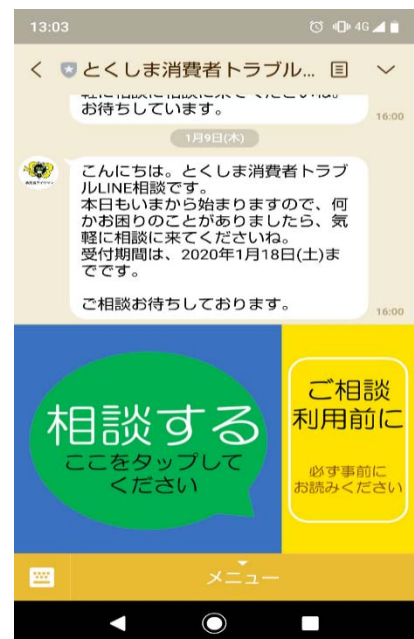 13:03
4G
とくしま消費者トラブル...
お待ちしています。
16:00
1月9日(木)
こんにちは。とくしま消費者トラブ
ルLINE相談です。
本日もいまから始まりますので、何
かお困りのことがありましたら、気
軽に相談に来てくださいね。
受付期間は、2020年1月18日(土)ま
でです。
ご相談お待ちしております。
16:00
相談する
ここをタップして
ください
ご相談
利用前に
必ず事前に
お読みください
メニュー